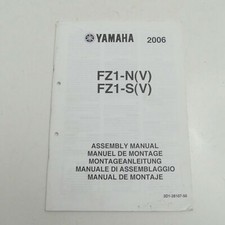 YAMAHA 2006
FZ1-N(V)
FZ1-S(V)
ASSEMBLY MANUAL
MANUEL DE MONTAGE
MONTAGEANLEITUNG
MANUALE DI ASSEMBLAGGIO
MANUAL DE MONTAJE